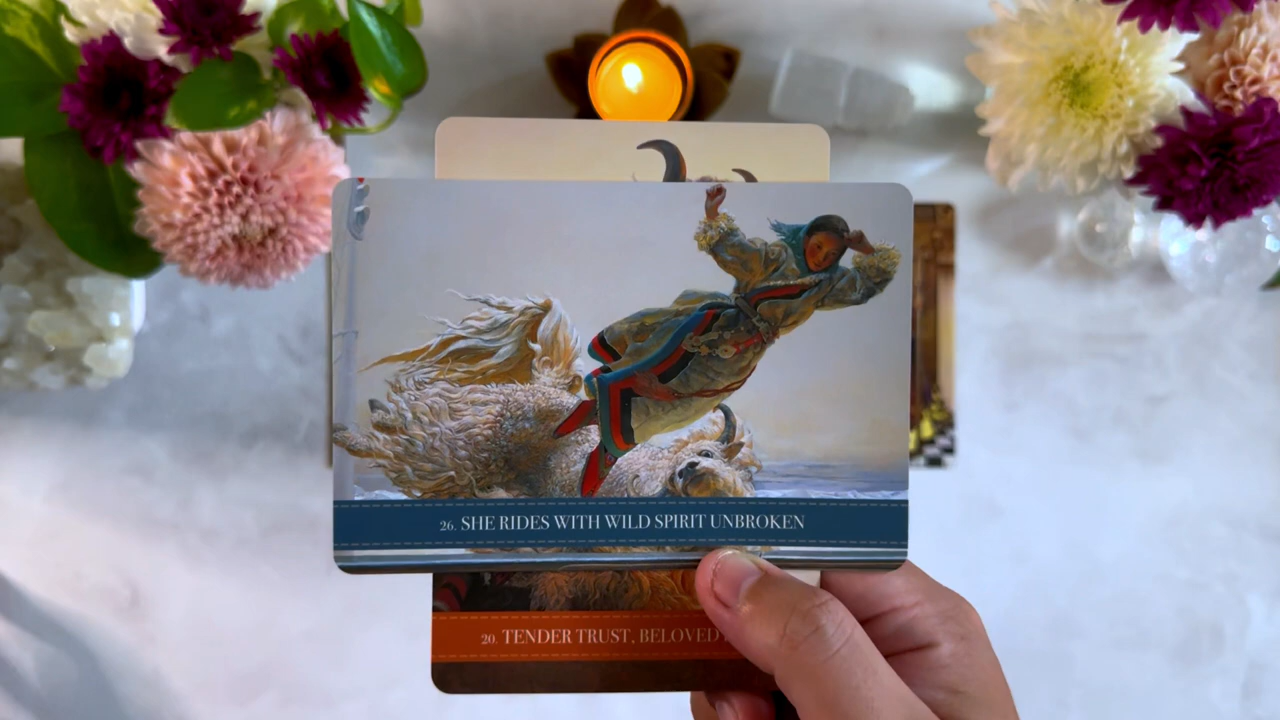 26. SHE RIDES WITH WILD SPIRIT UNBROKEN
20. TENDER TRUST, BELOVED